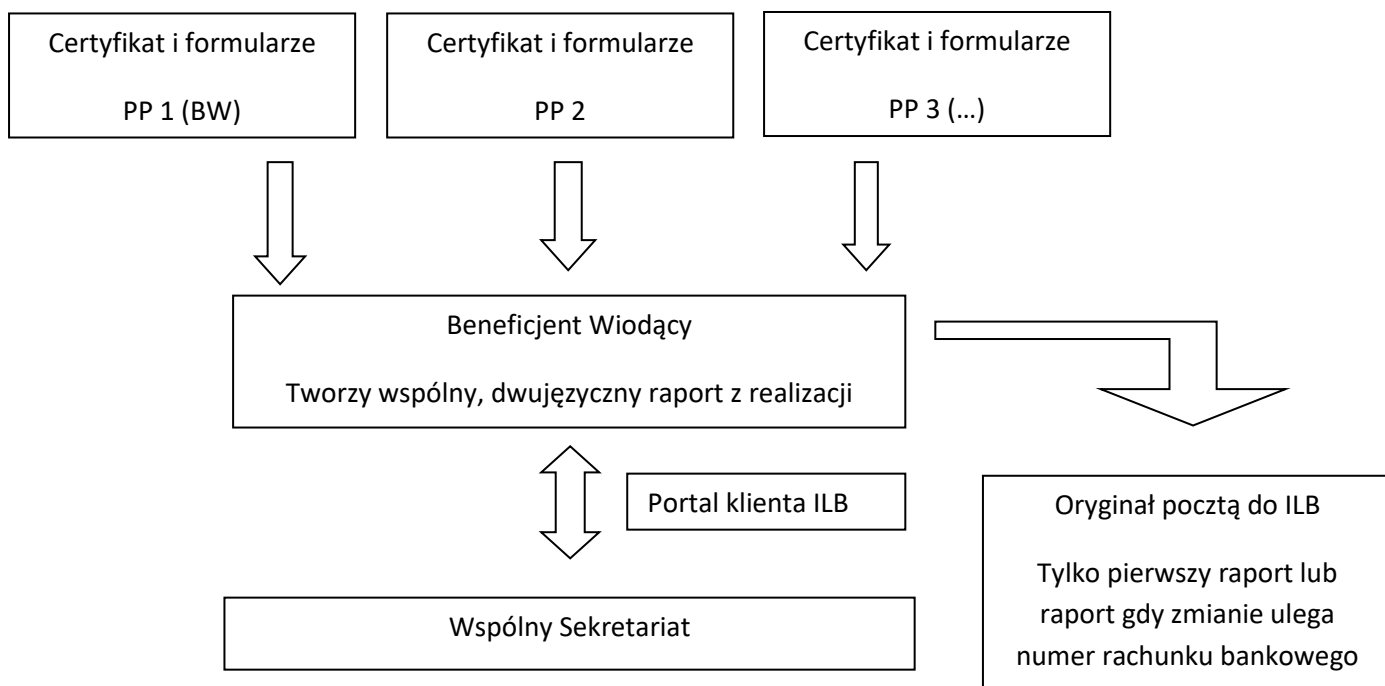 Certyfikat i formularze
PP 1 (BW)
Certyfikat i formularze
PP 2
Certyfikat i formularze
PP 3 (…)
Beneficjent Wiodący
Tworzy wspólny, dwujęzyczny raport z realizacji
Portal klienta ILB
Oryginał pocztą do ILB
Tylko pierwszy raport lub
raport gdy zmianie ulega
numer rachunku bankowego
Wspólny Sekretariat